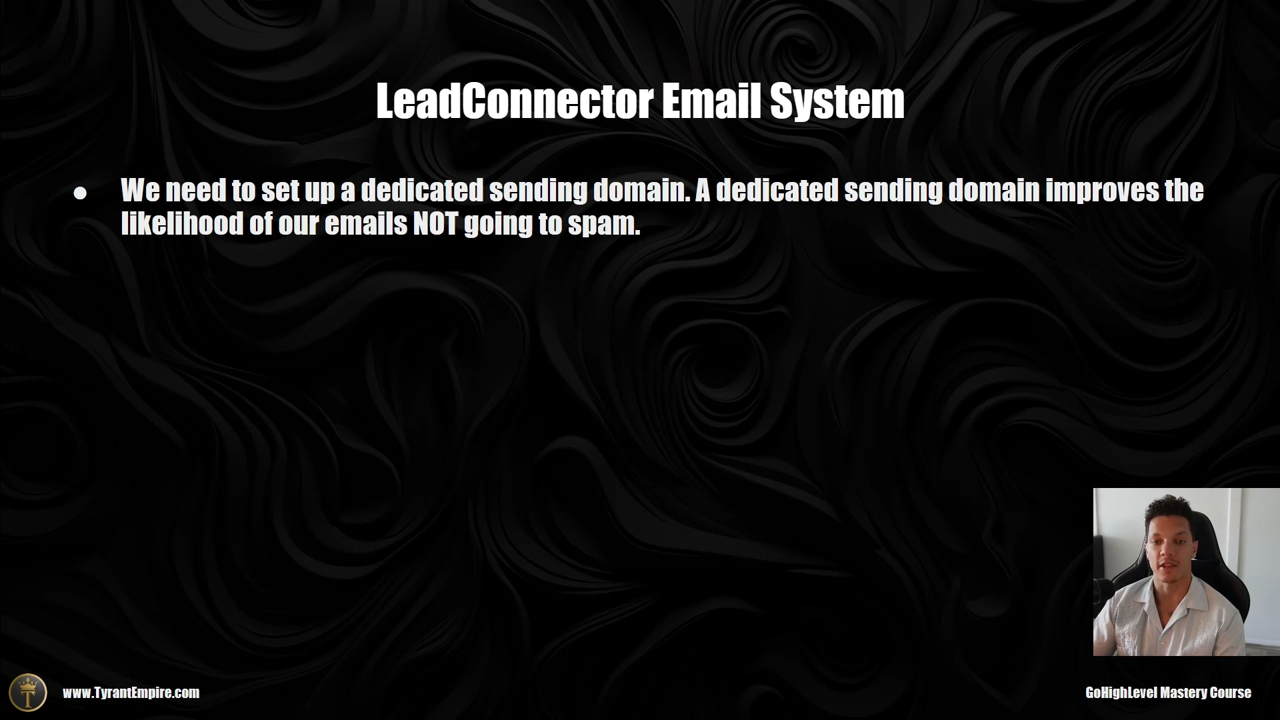 LeadConnector Email System
● We need to set up a dedicated sending domain. A dedicated sending domain improves the
likelihood of our emails NOT going to spam.
T
www.TyrantEmpire.com
GoHighLevel Mastery Course